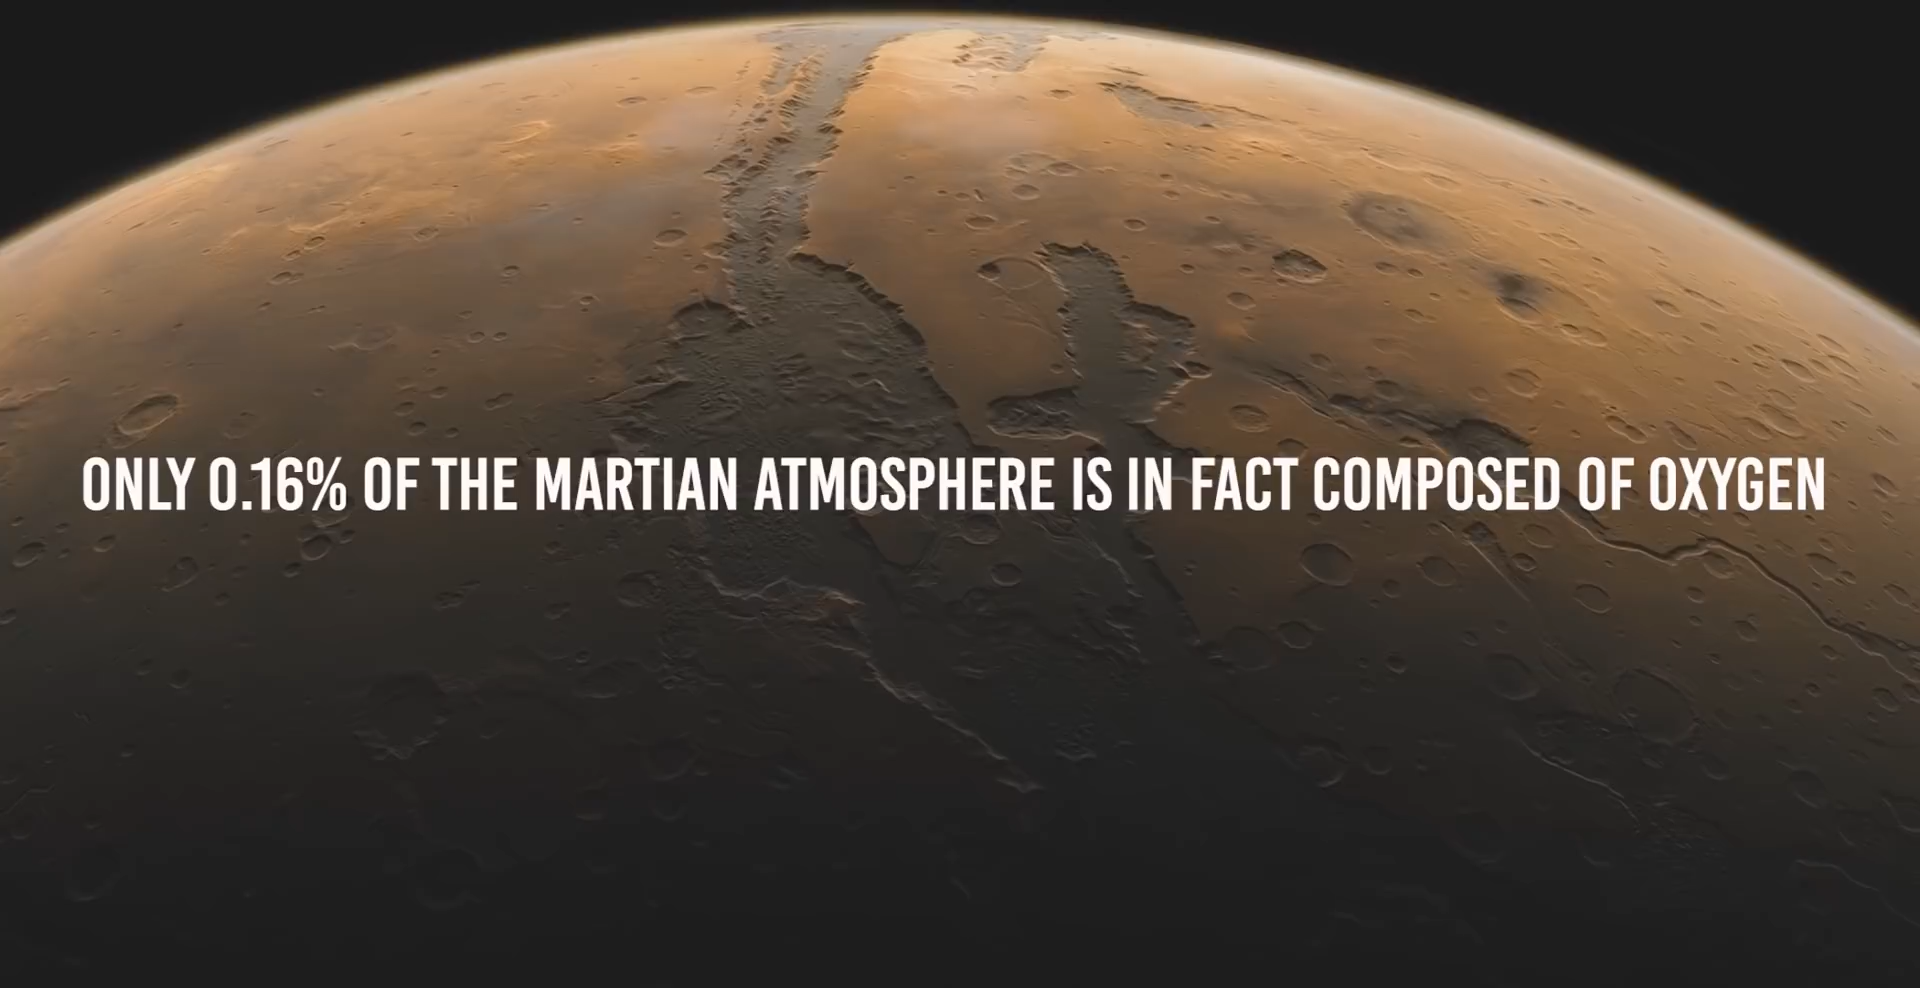 ONLY 0.16% OF THE MARTIAN ATMOSPHERE IS IN FACT COMPOSED OF OXYGEN